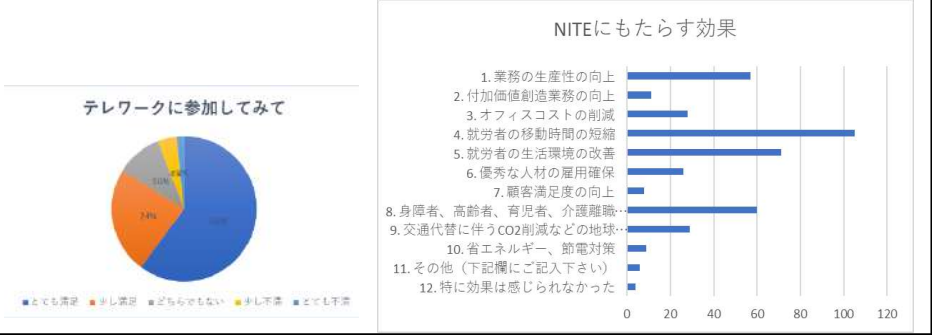 テレワークに参加してみて
24%
とても満足 少し満足 どちらでもない 少し不満 とても不満
NITEにもたらす効果
1. 業務の生産性の向上
2. 付加価値創造業務の向上
3. オフィスコストの削減
4. 就労者の移動時間の短縮
5. 就労者の生活環境の改善
6. 優秀な人材の雇用確保
7. 顧客満足度の向上
8. 身障者、高齢者、育児者、介護離職…
9. 交通代替に伴うCO2削減などの地球…
10. 省エネルギー、節電対策
11. その他（下記欄にご記入下さい）
12. 特に効果は感じられなかった
0 20 40 60 80 100 120